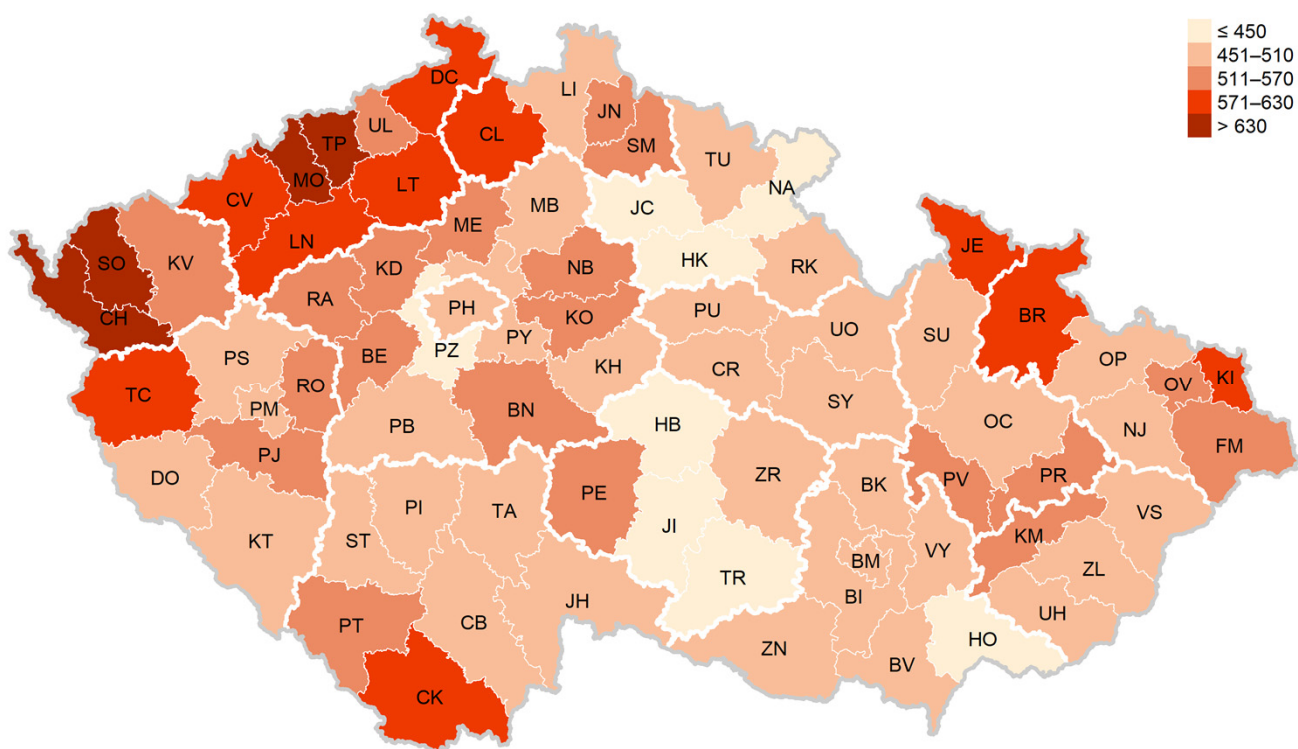 ≤ 450
451–510
511–570
571–630
> 630
DC
LI
JN
UL
CL
TP
SM
TU
MO
LT
CV
NA
MB
JC
ME
LN
JE
SO
KV
HK
NB
RK
KD
RA
BR
PH
PU
KO
CH
UO
PY
PZ
BE
SU
PS
OP
KH
CR
RO
OV
KI
TC
SY
PM
BN
OC
PB
HB
NJ
FM
PJ
DO
ZR
PE
BK
PV
PR
PI
TA
VS
JI
KM
KT
ST
VY
BM
ZL
TR
BI
JH
UH
PT
CB
HO
ZN
BV
CK